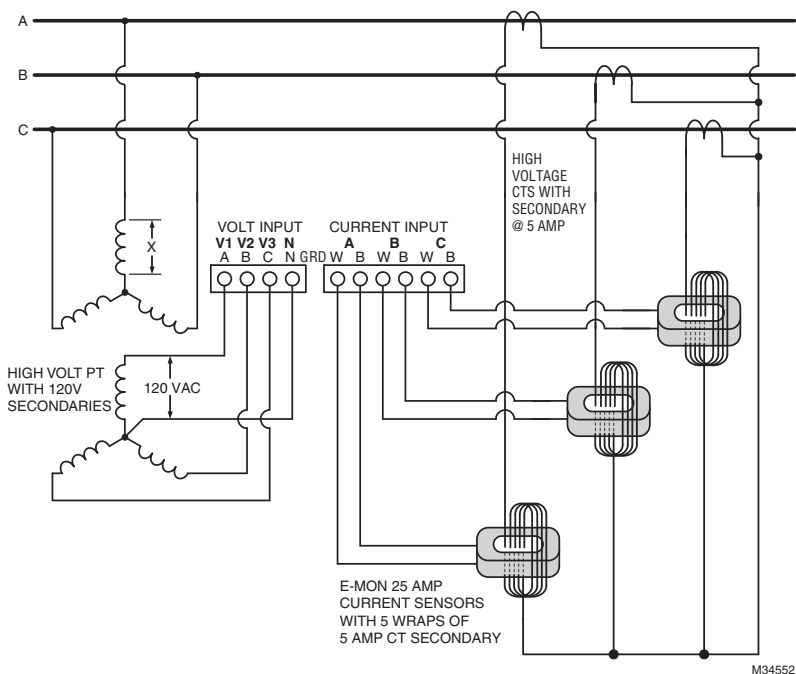 A
B
C
HIGH
VOLTAGE
CTS WITH
SECONDARY
@ 5 AMP
X
VOLT INPUT
V1 V2 V3 N
A B C N GRD
CURRENT INPUT
A B C
W B W B W B
HIGH VOLT PT
WITH 120V
SECONDARIES
120 VAC
E-MON 25 AMP
CURRENT SENSORS
WITH 5 WRAPS OF
5 AMP CT SECONDARY
M34552